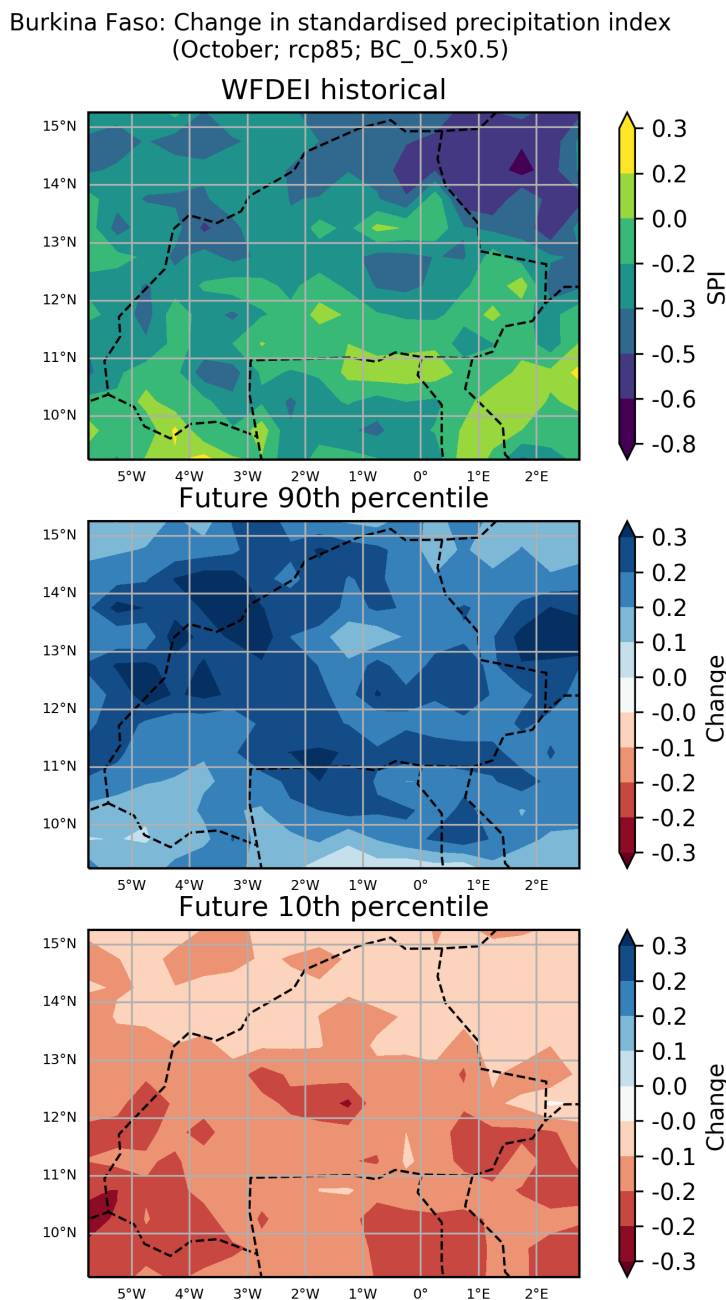 Burkina Faso: Change in standardised precipitation index
(October; rcp85; BC_0.5x0.5)
WFDEI historical
15°N
14°N
13°N
12°N
11°N
10°N
5°W 4°W 3°W 2°W 1°W 0° 1°E 2°E
0.3
0.2
0.0
-0.2
-0.3
-0.5
-0.6
-0.8
SPI
Future 90th percentile
15°N
14°N
13°N
12°N
11°N
10°N
5°W 4°W 3°W 2°W 1°W 0° 1°E 2°E
0.3
0.2
0.2
0.1
0.0
-0.0
-0.1
-0.2
-0.2
-0.3
Change
Future 10th percentile
15°N
14°N
13°N
12°N
11°N
10°N
5°W 4°W 3°W 2°W 1°W 0° 1°E 2°E
0.3
0.2
0.2
0.1
0.0
-0.0
-0.1
-0.2
-0.2
-0.3
Change